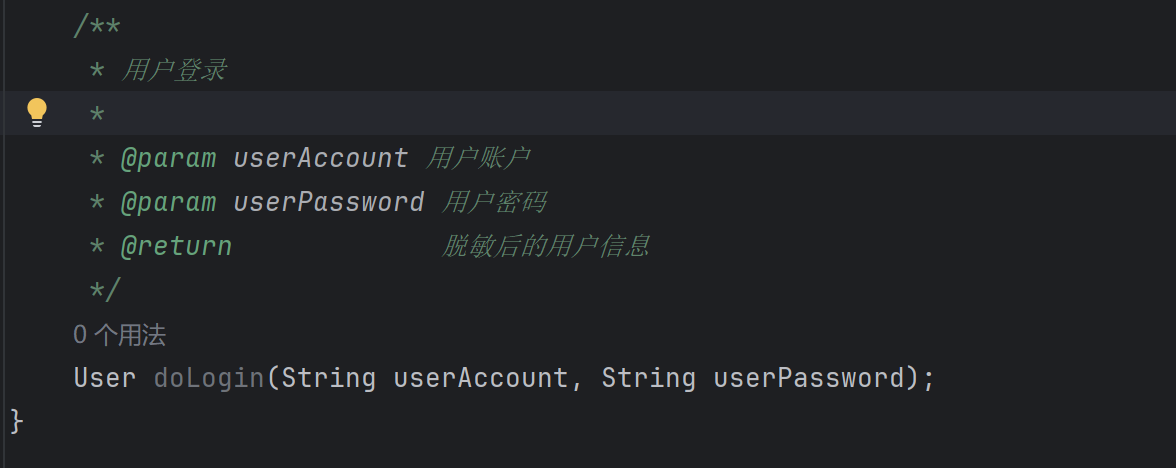 /**
* 用户登录
*
* @param userAccount 用户账户
* @param userPassword 用户密码
* @return 脱敏后的用户信息
*/
0 个用法
User doLogin(String userAccount, String userPassword);
}